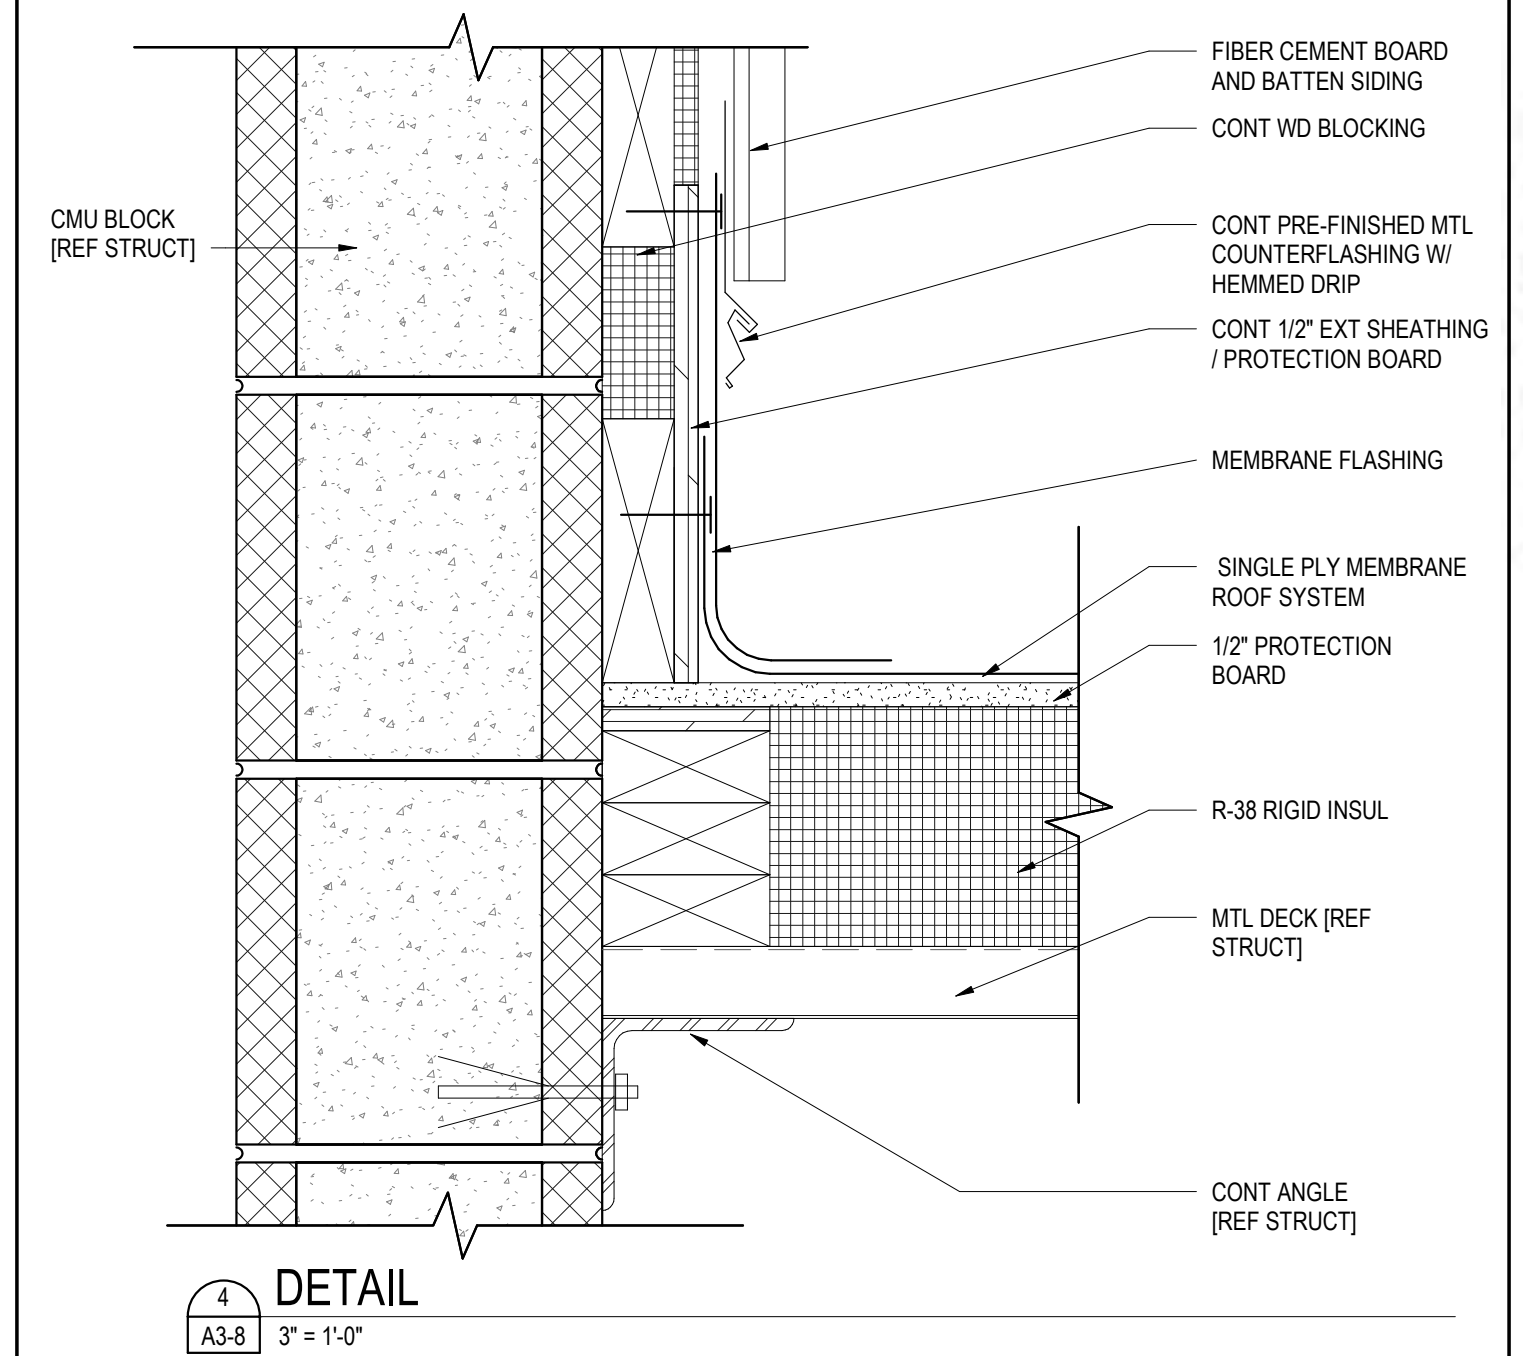 FIBER CEMENT BOARD
AND BATTEN SIDING
CONT WD BLOCKING
CMU BLOCK
[REF STRUCT]
CONT PRE-FINISHED MTL
COUNTERFLASHING W/
HEMMED DRIP
CONT 1/2" EXT SHEATHING
/ PROTECTION BOARD
MEMBRANE FLASHING
SINGLE PLY MEMBRANE
ROOF SYSTEM
1/2" PROTECTION
BOARD
R-38 RIGID INSUL
MTL DECK [REF
STRUCT]
CONT ANGLE
[REF STRUCT]
4
DETAIL
A3-8
3" = 1'-0"